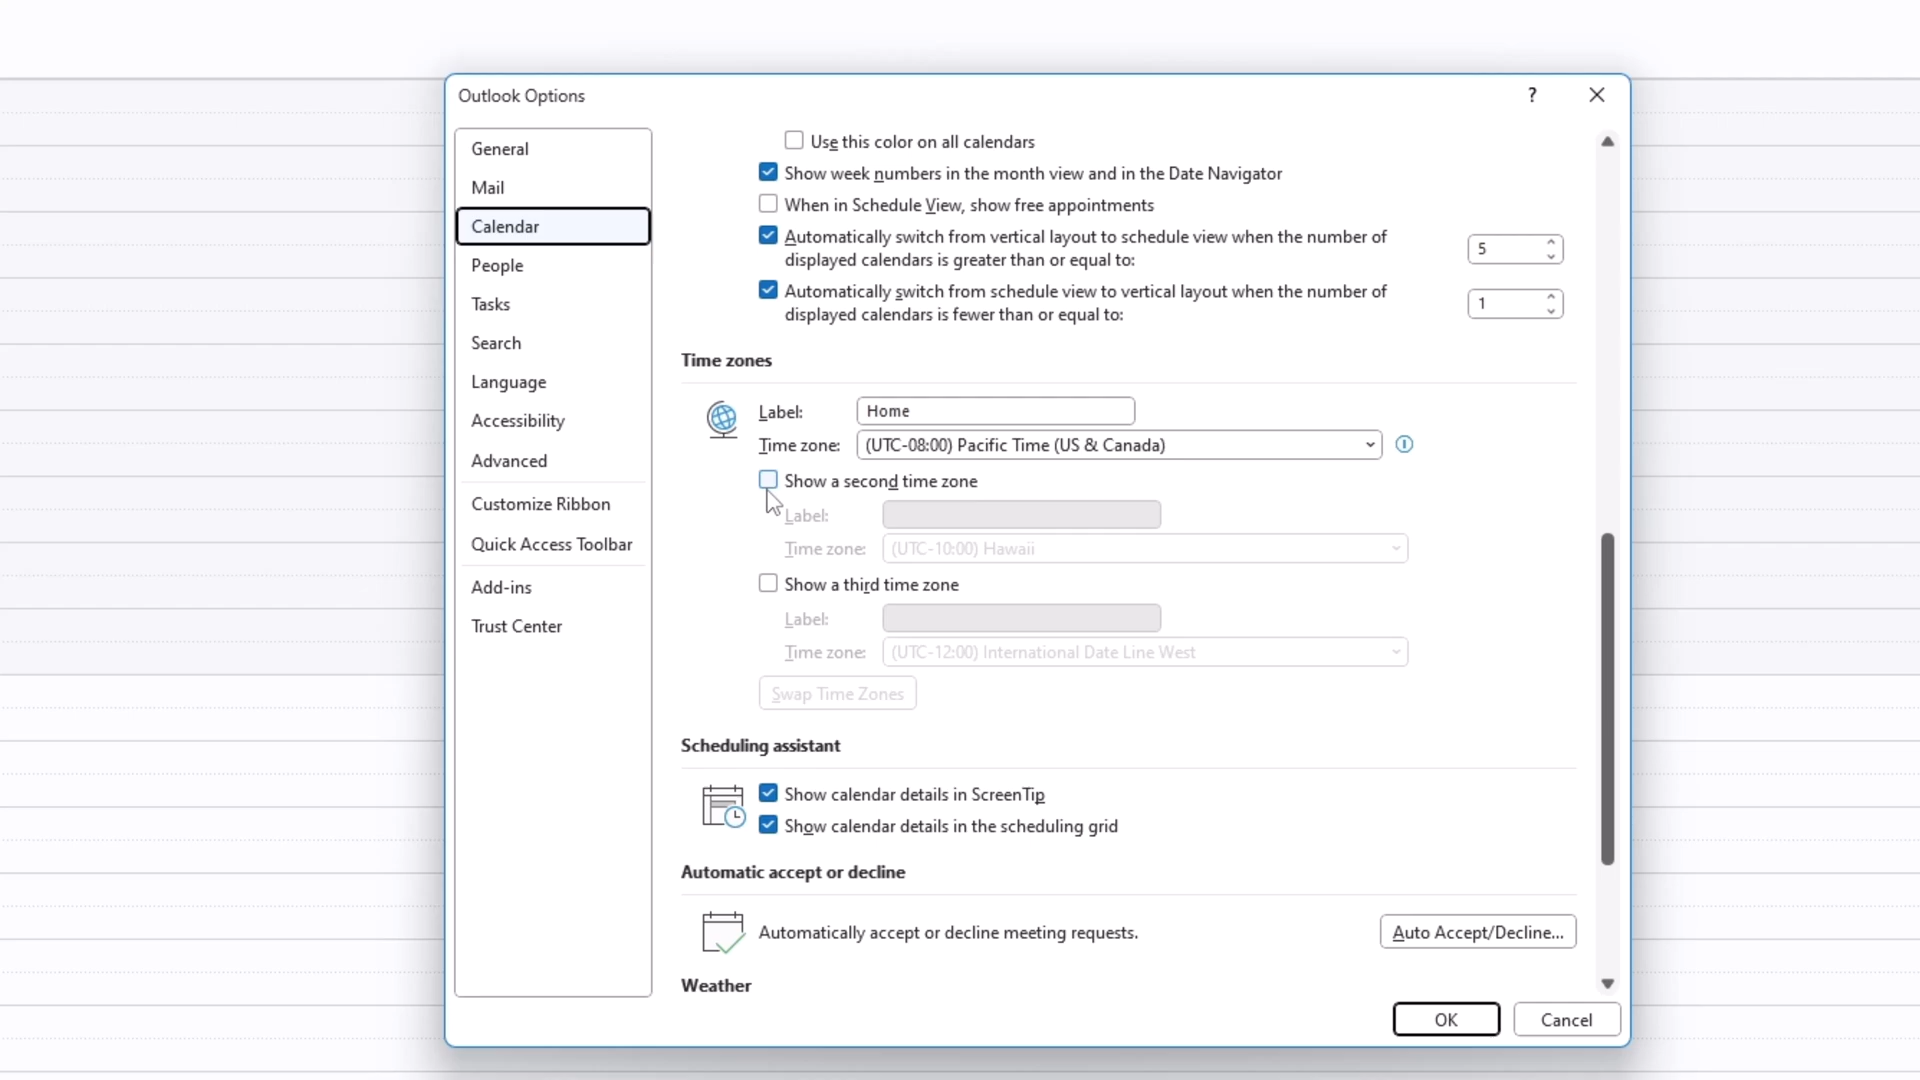 Outlook Options
?
General
Mail
Calendar
People
Tasks
Search
Language
Accessibility
Advanced
Customize Ribbon
Quick Access Toolbar
Add-ins
Trust Center
Use this color on all calendars
Show week numbers in the month view and in the Date Navigator
When in Schedule View, show free appointments
Automatically switch from vertical layout to schedule view when the number of
displayed calendars is greater than or equal to:
5
Automatically switch from schedule view to vertical layout when the number of
displayed calendars is fewer than or equal to:
1
Time zones
Label: Home
Time zone: (UTC-08:00) Pacific Time (US & Canada)
Show a second time zone
Label:
Time zone: (UTC-10:00) Hawaii
Show a third time zone
Label:
Time zone: (UTC-12:00) International Date Line West
Swap Time Zones
Scheduling assistant
Show calendar details in ScreenTip
Show calendar details in the scheduling grid
Automatic accept or decline
Automatically accept or decline meeting requests. Auto Accept/Decline...
Weather
OK Cancel